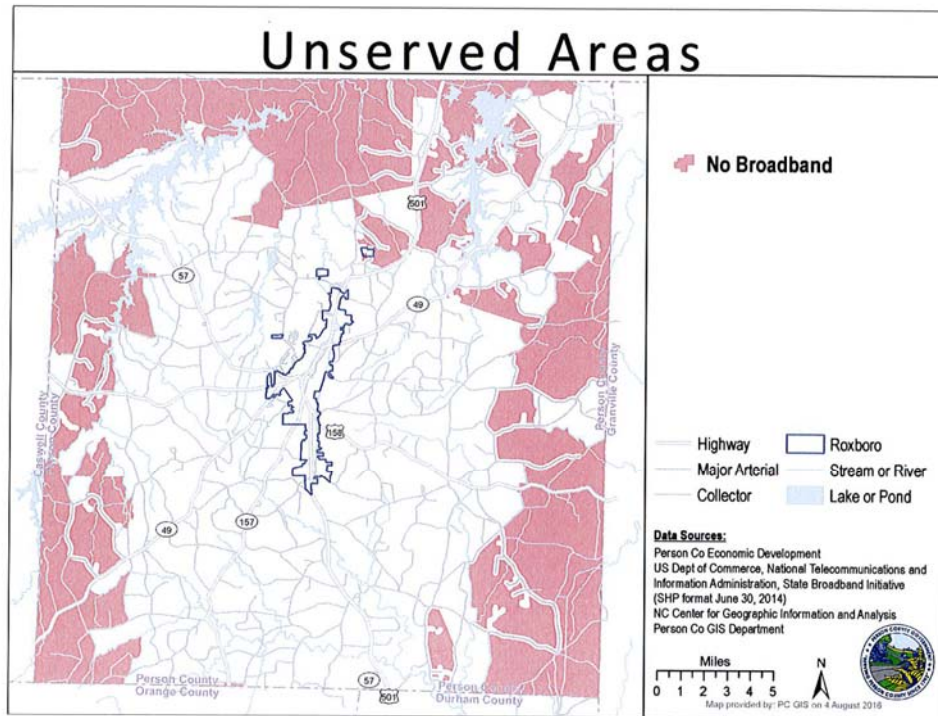 Unserved Areas
No Broadband
501
57
49
158
Caswell County
Person County
Person Co
Granville County
49
157
Person County
Orange County
57
501
Person County
Durham County
Highway
Major Arterial
Collector
Roxboro
Stream or River
Lake or Pond
Data Sources:
Person Co Economic Development
US Dept of Commerce, National Telecommunications and
Information Administration, State Broadband Initiative
(SHP format June 30, 2014)
NC Center for Geographic Information and Analysis
Person Co GIS Department
Miles
0 1 2 3 4 5
N
Map provided by: PC GIS on 4 August 2016